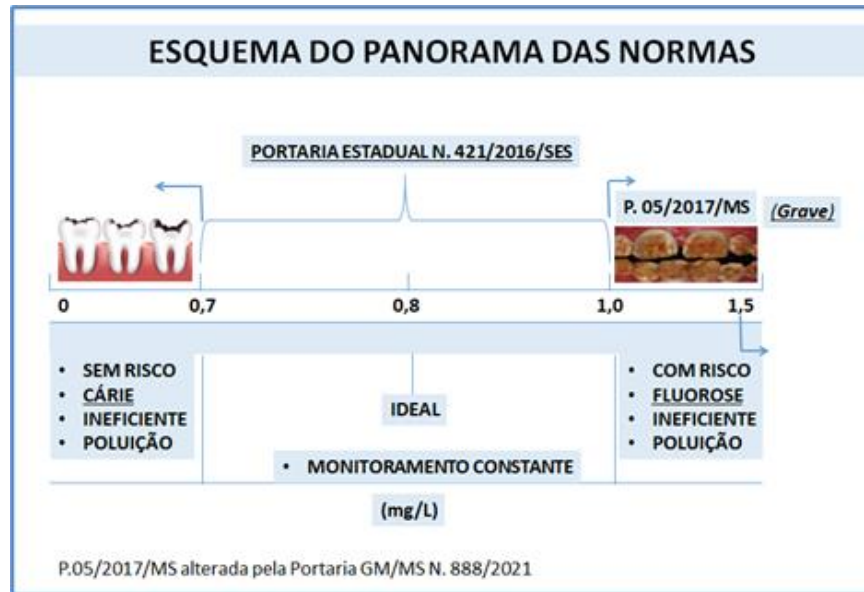 ESQUEMA DO PANORAMA DAS NORMAS
PORTARIA ESTADUAL N. 421/2016/SES
P. 05/2017/MS
(Grave)
0
0,7
0,8
1,0
1,5
• SEM RISCO
• CÁRIE
• INEFICIENTE
• POLUIÇÃO
IDEAL
• MONITORAMENTO CONSTANTE
(mg/L)
• COM RISCO
• FLUOROSE
• INEFICIENTE
• POLUIÇÃO
P.05/2017/MS alterada pela Portaria GM/MS N. 888/2021